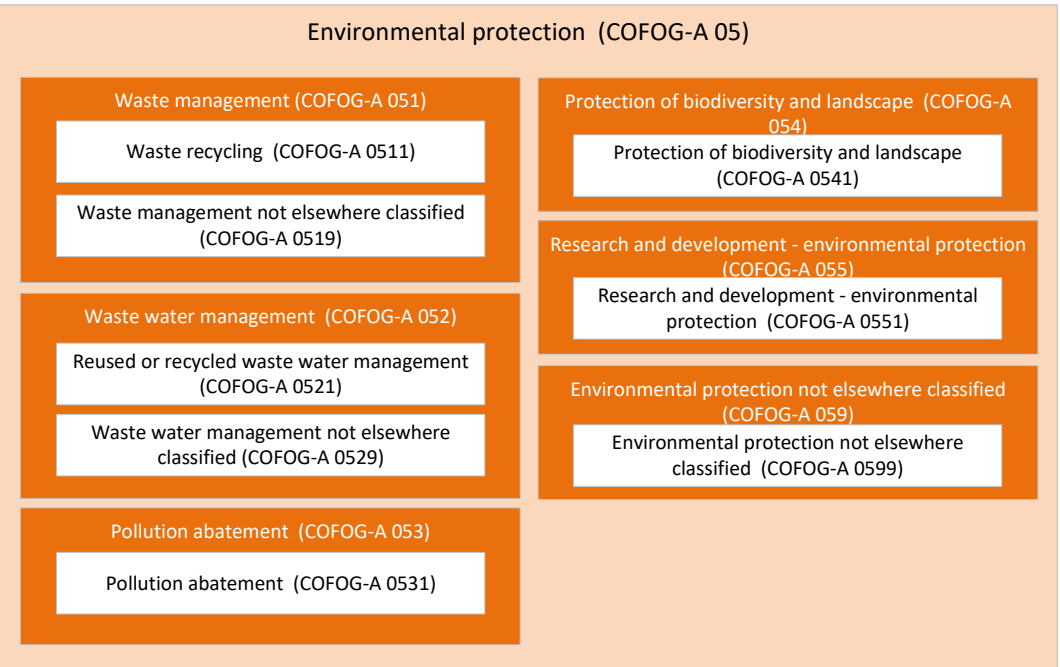 Environmental protection (COFOG-A 05)
Waste management (COFOG-A 051)
Waste recycling (COFOG-A 0511)
Waste management not elsewhere classified
(COFOG-A 0519)
Waste water management (COFOG-A 052)
Reused or recycled waste water management
(COFOG-A 0521)
Waste water management not elsewhere
classified (COFOG-A 0529)
Pollution abatement (COFOG-A 053)
Pollution abatement (COFOG-A 0531)
Protection of biodiversity and landscape (COFOG-A
054)
Protection of biodiversity and landscape
(COFOG-A 0541)
Research and development - environmental protection
(COFOG-A 055)
Research and development - environmental
protection (COFOG-A 0551)
Environmental protection not elsewhere classified
(COFOG-A 059)
Environmental protection not elsewhere
classified (COFOG-A 0599)